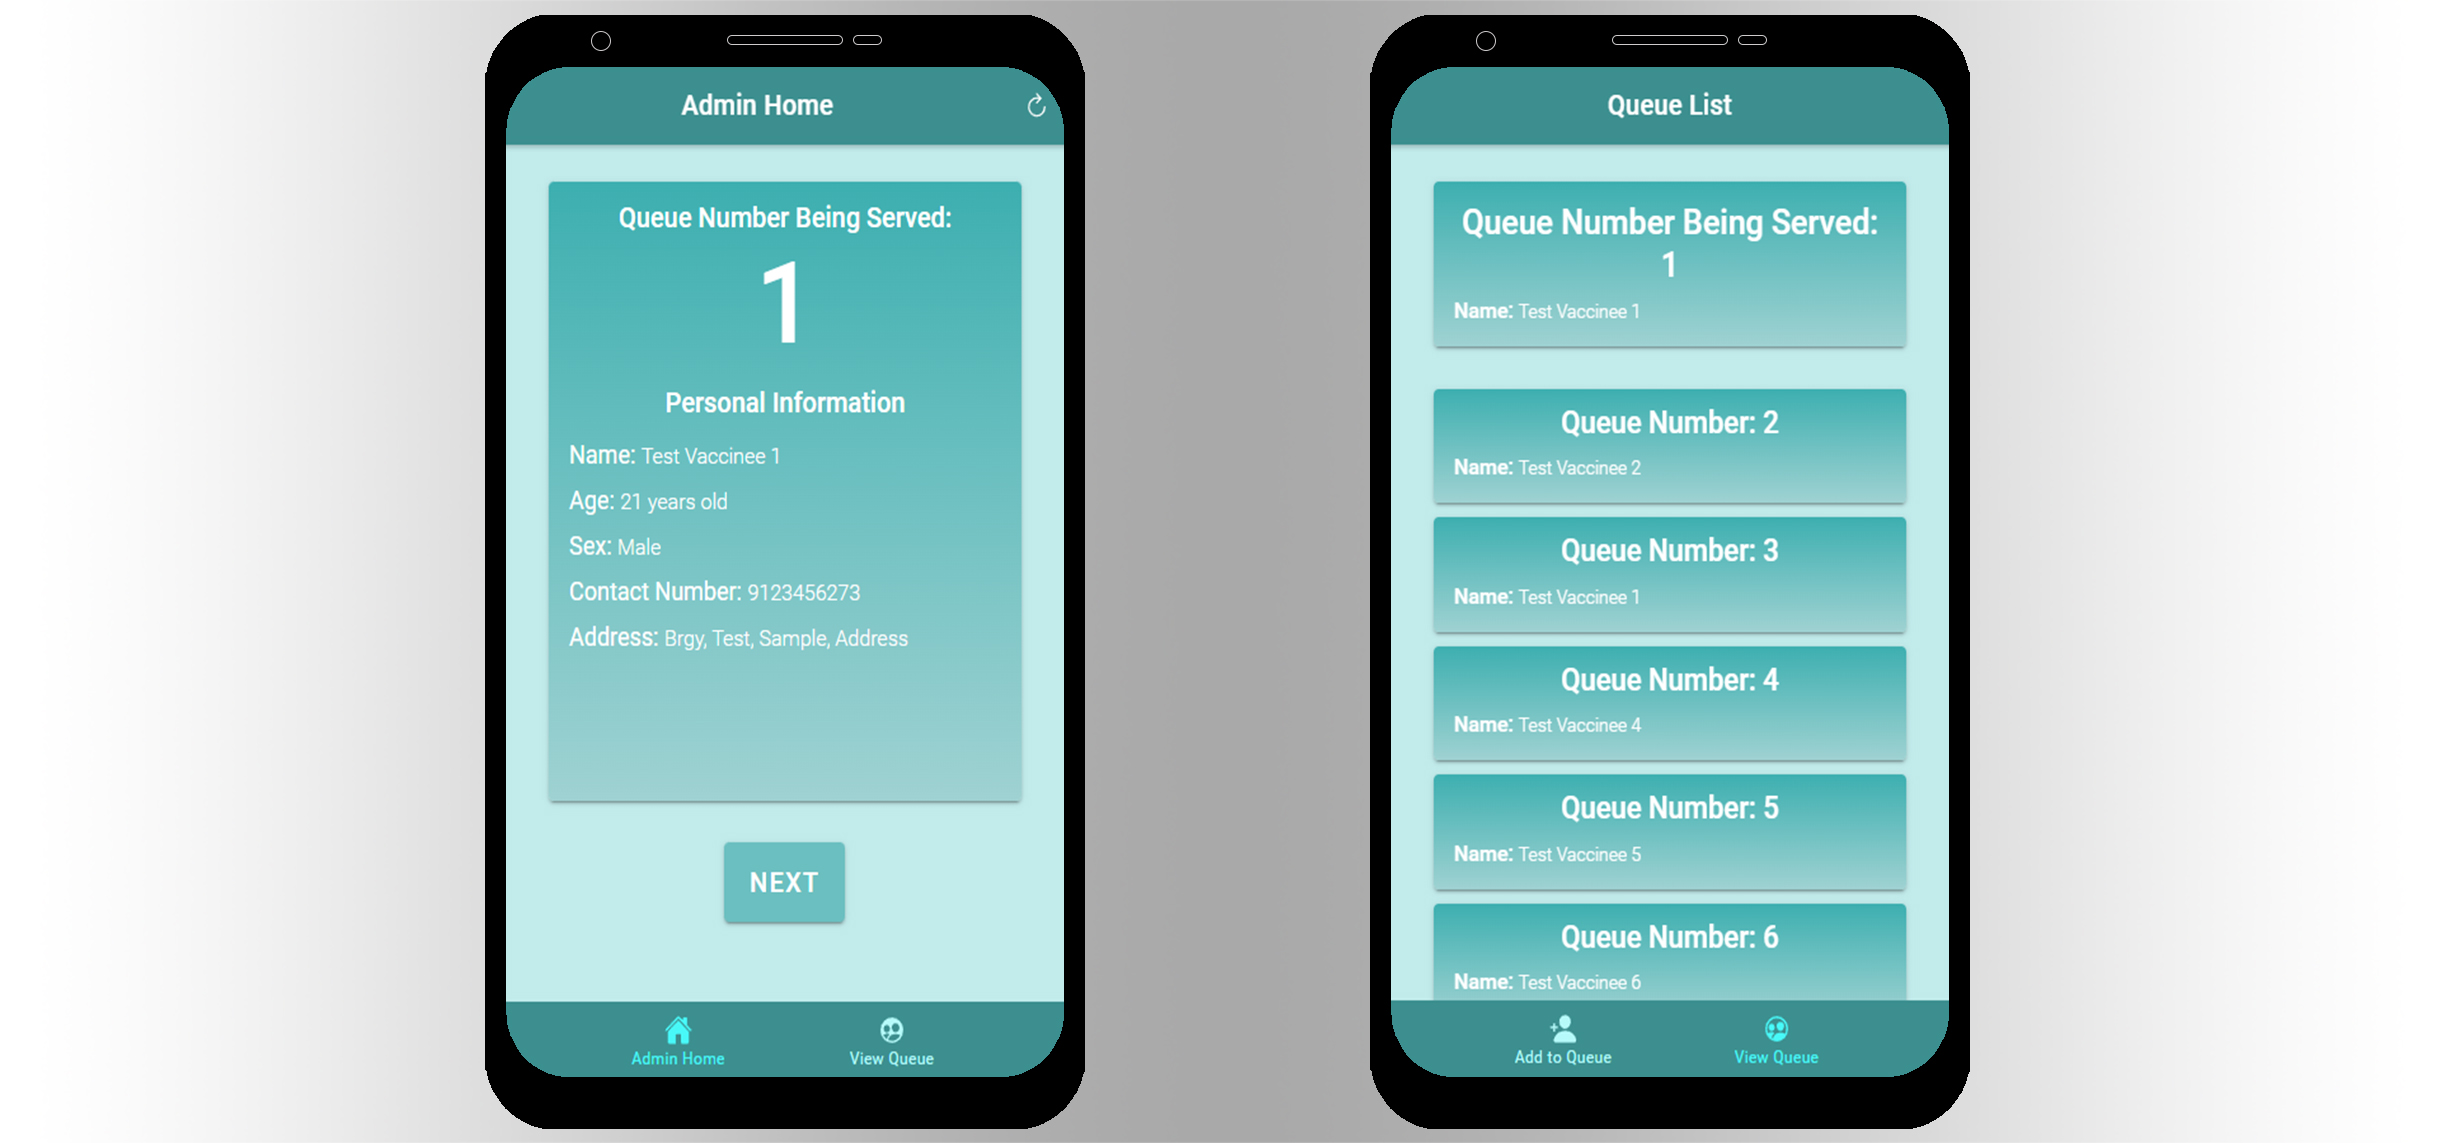 Admin Home
Queue Number Being Served:
1
Personal Information
Name: Test Vaccinee 1
Age: 21 years old
Sex: Male
Contact Number: 9123456273
Address: Brgy, Test, Sample, Address
NEXT
Admin Home
View Queue
Queue List
Queue Number Being Served:
1
Name: Test Vaccinee 1
Queue Number: 2
Name: Test Vaccinee 2
Queue Number: 3
Name: Test Vaccinee 1
Queue Number: 4
Name: Test Vaccinee 4
Queue Number: 5
Name: Test Vaccinee 5
Queue Number: 6
Name: Test Vaccinee 6
Add to Queue
View Queue